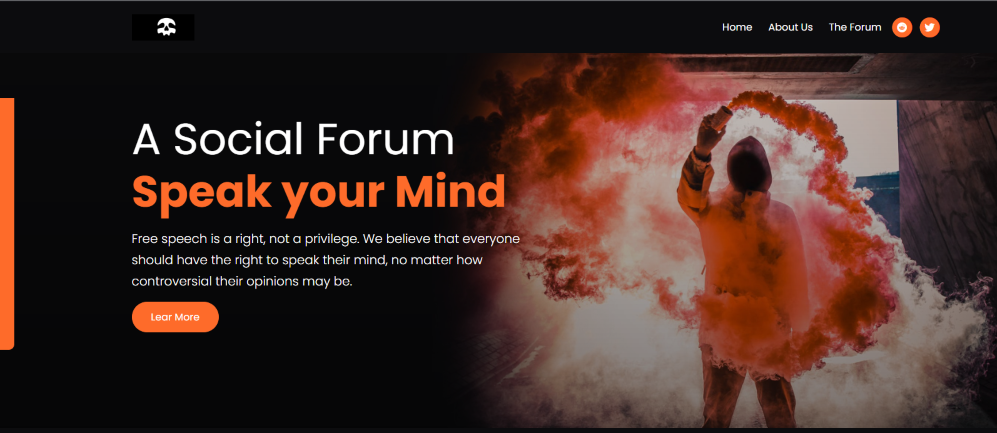 Home About Us The Forum
A Social Forum
Speak your Mind
Free speech is a right, not a privilege. We believe that everyone
should have the right to speak their mind, no matter how
controversial their opinions may be.
Lear More